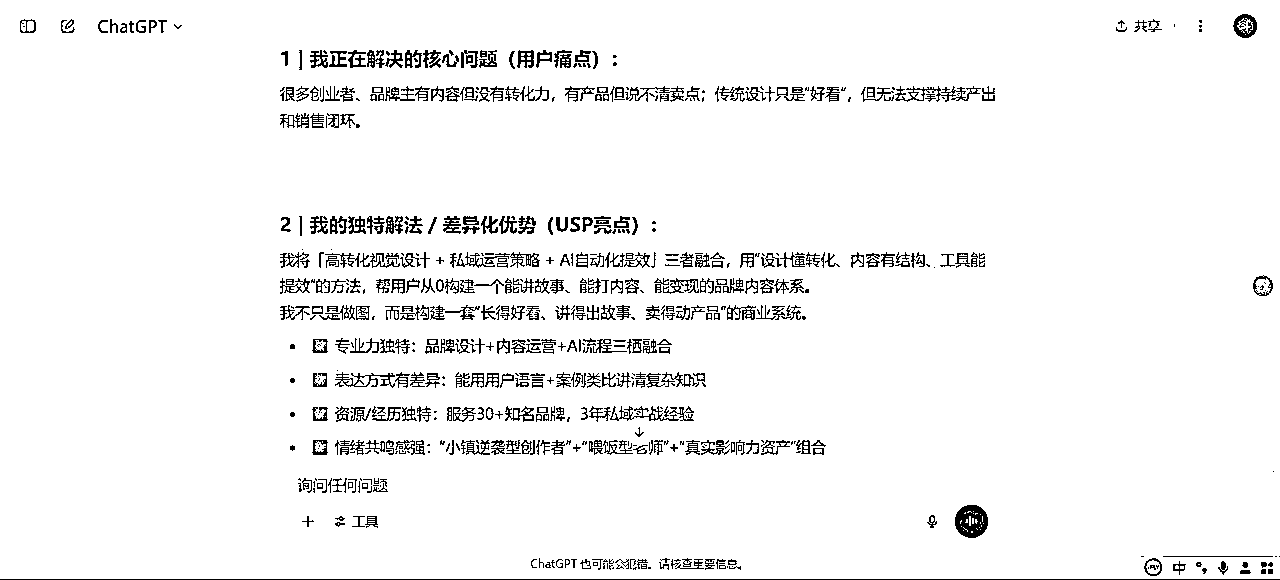 ChatGPT
共享
1｜我正在解决的核心问题（用户痛点）：
很多创业者、品牌主有内容但没有转化力，有产品但说不清卖点；传统设计只是"好看"，但无法支撑持续产出
和销售闭环。
2｜我的独特解法 / 差异化优势（USP亮点）：
我将「高转化视觉设计 + 私域运营策略 + AI自动化提效」三者融合，用"设计懂转化、内容有结构、工具能
提效"的方法，帮用户从0构建一个能讲故事、能打内容、能变现的品牌内容体系。
我不只是做图，而是构建一套"长得好看、讲得出故事、卖得动产品"的商业系统。
• 专业力独特：品牌设计+内容运营+AI流程三栖融合
• 表达方式有差异：能用用户语言+案例类比讲清复杂知识
• 资源/经历独特：服务30+知名品牌，3年私域实战经验
• 情绪共鸣感强："小镇逆袭型创作者"+"喂饭型老师"+"真实影响力资产"组合
询问任何问题
工具
ChatGPT 也可能会犯错。请核查重要信息。
中